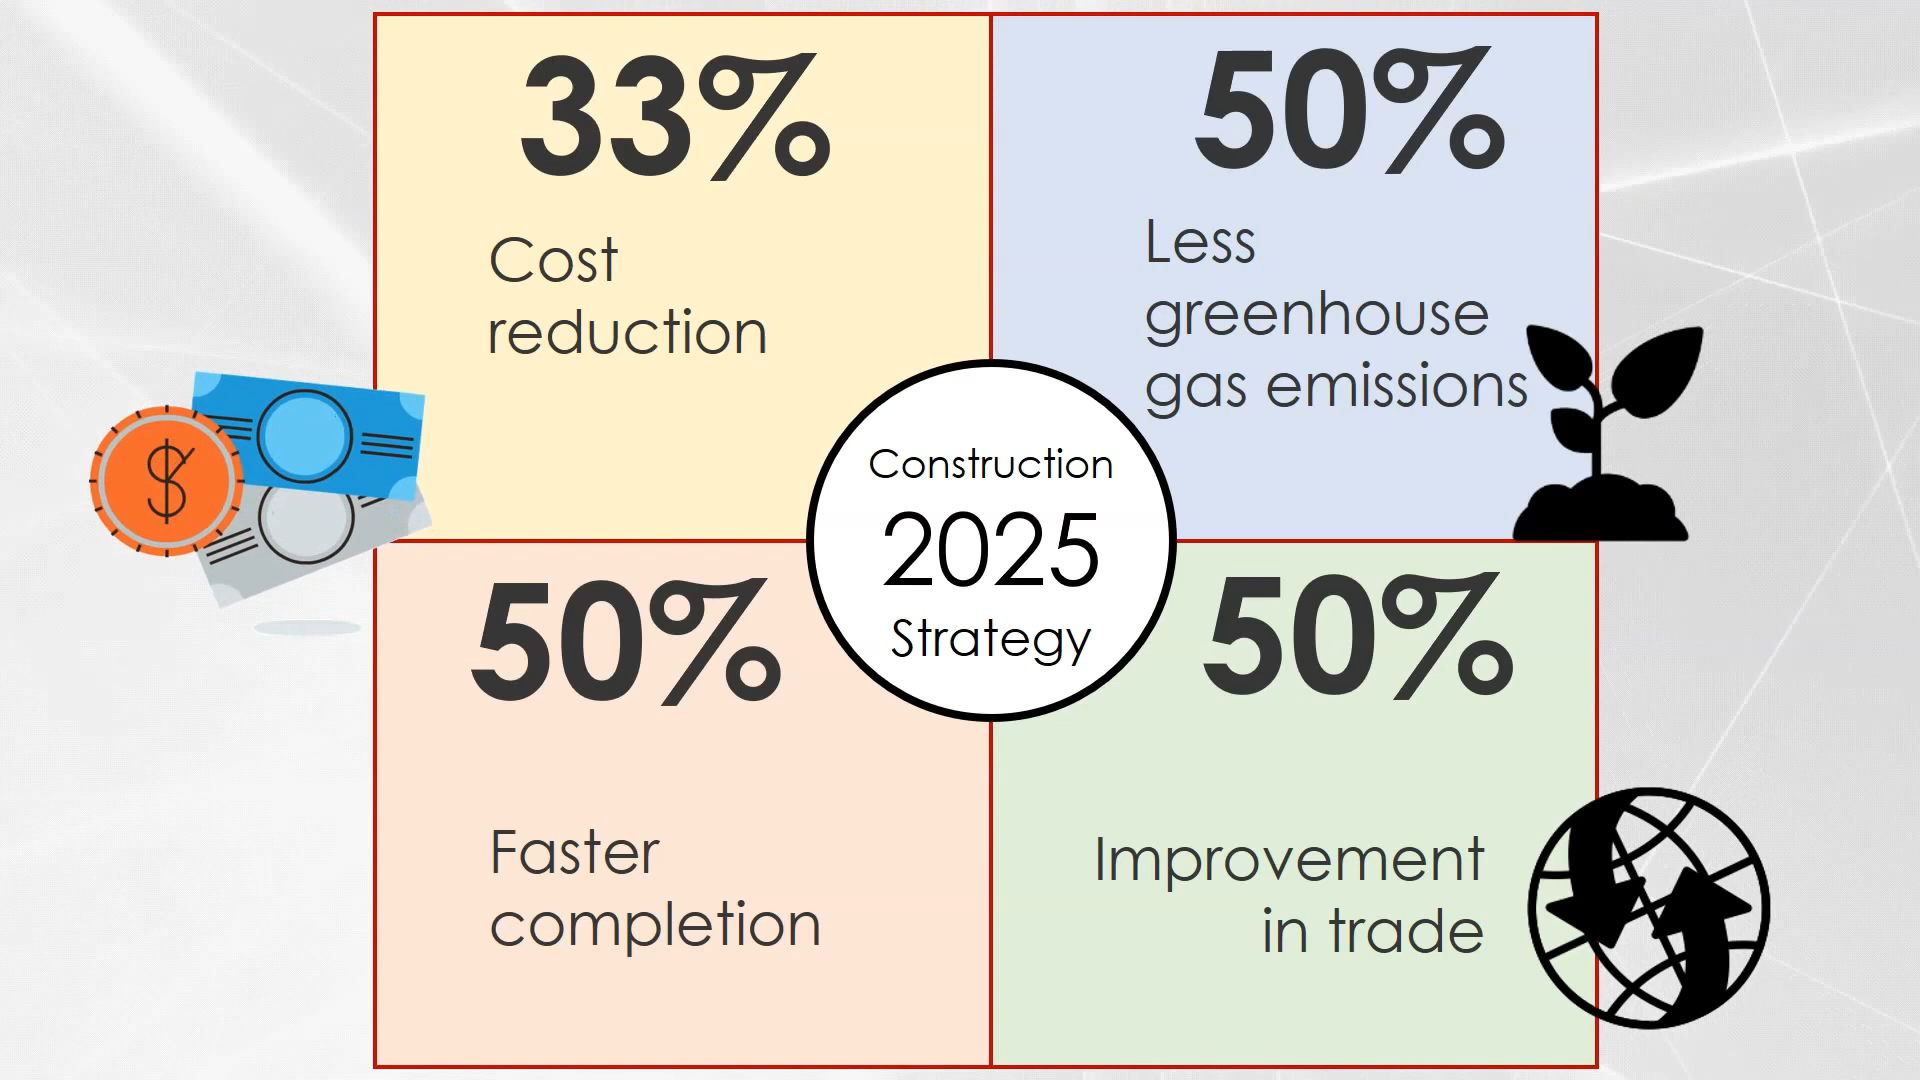 33%
Cost
reduction
50%
Less
greenhouse
gas emissions
Construction
2025
Strategy
50%
Faster
completion
50%
Improvement
in trade
$